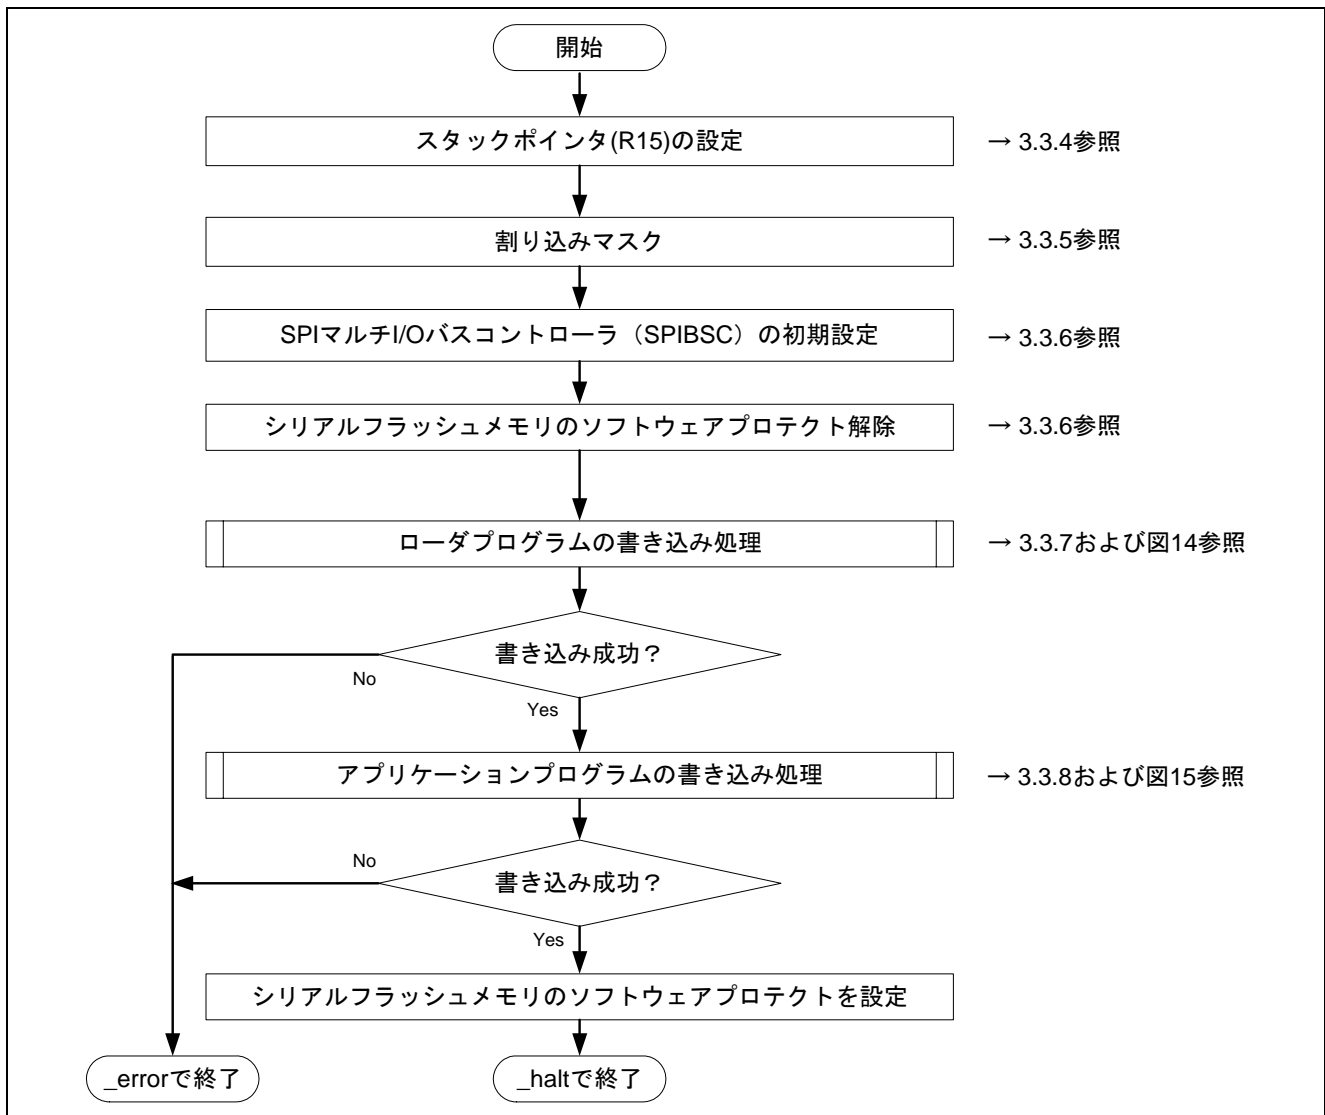 開始
スタックポインタ(R15)の設定
→ 3.3.4参照
割り込みマスク
→ 3.3.5参照
SPIマルチI/Oバスコントローラ（SPIBSC）の初期設定
→ 3.3.6参照
シリアルフラッシュメモリのソフトウェアプロテクト解除
→ 3.3.6参照
ローダプログラムの書き込み処理
→ 3.3.7および図14参照
書き込み成功？
No
Yes
アプリケーションプログラムの書き込み処理
→ 3.3.8および図15参照
No
書き込み成功？
Yes
シリアルフラッシュメモリのソフトウェアプロテクトを設定
_errorで終了
_haltで終了